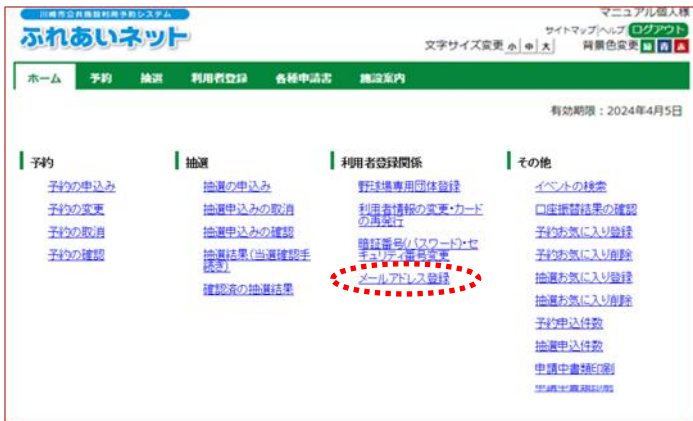 川崎市公共施設利用予約システム
ふれあいネット
マニュアル個人様
サイトマップ|ヘルプ ログアウト
文字サイズ変更 小 中 大 背景色変更
ホーム 予約 抽選 利用者登録 各種申請書 施設案内
有効期限：2024年4月5日
予約
予約の申込み
予約の変更
予約の取消
予約の確認
抽選
抽選の申込み
抽選申込みの取消
抽選申込みの確認
抽選結果(当選確認手
続き)
確認済の抽選結果
利用者登録関係
野球場専用団体登録
利用者情報の変更・カード
の再発行
暗証番号(パスワード)・セ
キュリティ番号変更
メールアドレス登録
その他
イベントの検索
口座振替結果の確認
予約お気に入り登録
予約お気に入り削除
抽選お気に入り登録
抽選お気に入り削除
予約申込件数
抽選申込件数
申請中書類印刷
申請中書類印刷